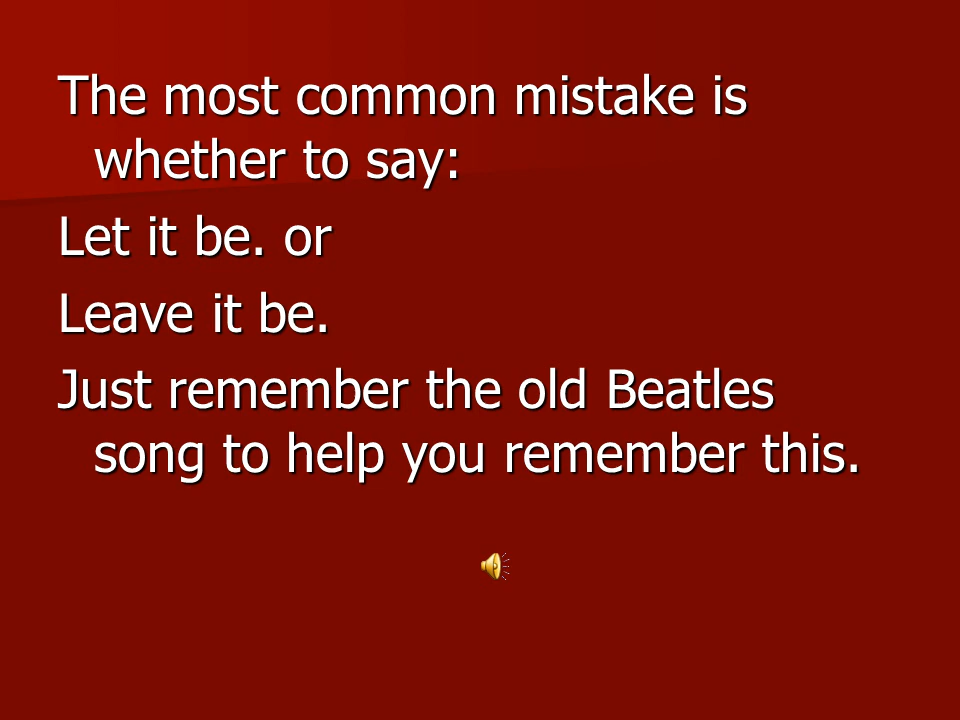 The most common mistake is
whether to say:
Let it be. or
Leave it be.
Just remember the old Beatles
song to help you remember this.